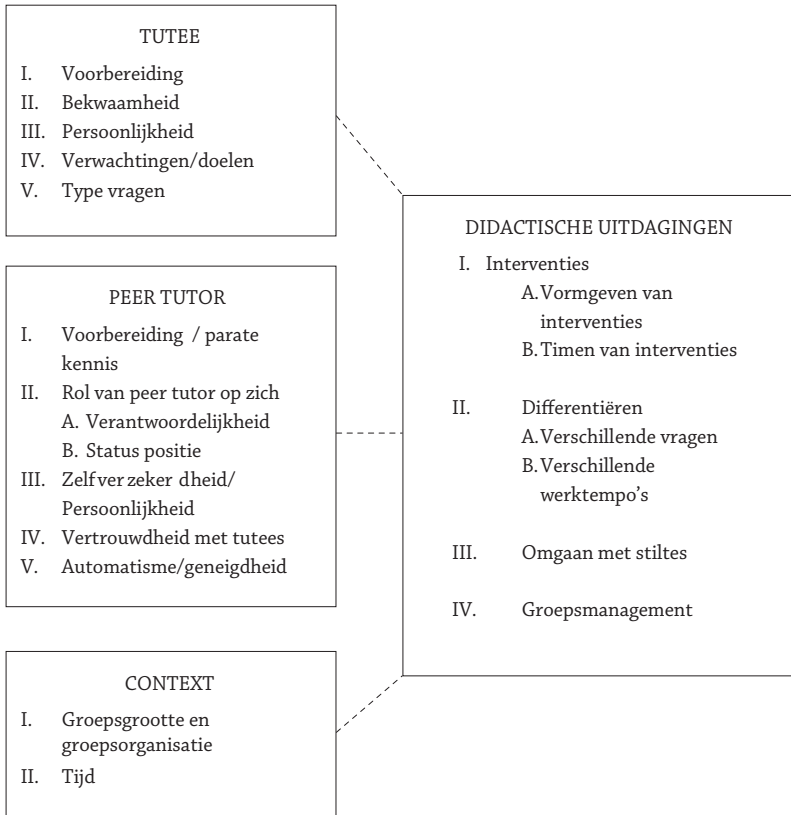 TUTEE
I. Voorbereiding
II. Bekwaamheid
III. Persoonlijkheid
IV. Verwachtingen/doelen
V. Type vragen
PEER TUTOR
I. Voorbereiding / parate
kennis
II. Rol van peer tutor op zich
A. Verantwoordelijkheid
B. Status positie
III. Zelfver zeker dheid/
Persoonlijkheid
IV. Vertrouwdheid met tutees
V. Automatisme/geneigdheid
CONTEXT
I. Groepsgrootte en
groepsorganisatie
II. Tijd
DIDACTISCHE UITDAGINGEN
I. Interventies
A. Vormgeven van
interventies
B. Timen van interventies
II. Differentiëren
A. Verschillende vragen
B. Verschillende
werktempo's
III. Omgaan met stiltes
IV. Groepsmanagement